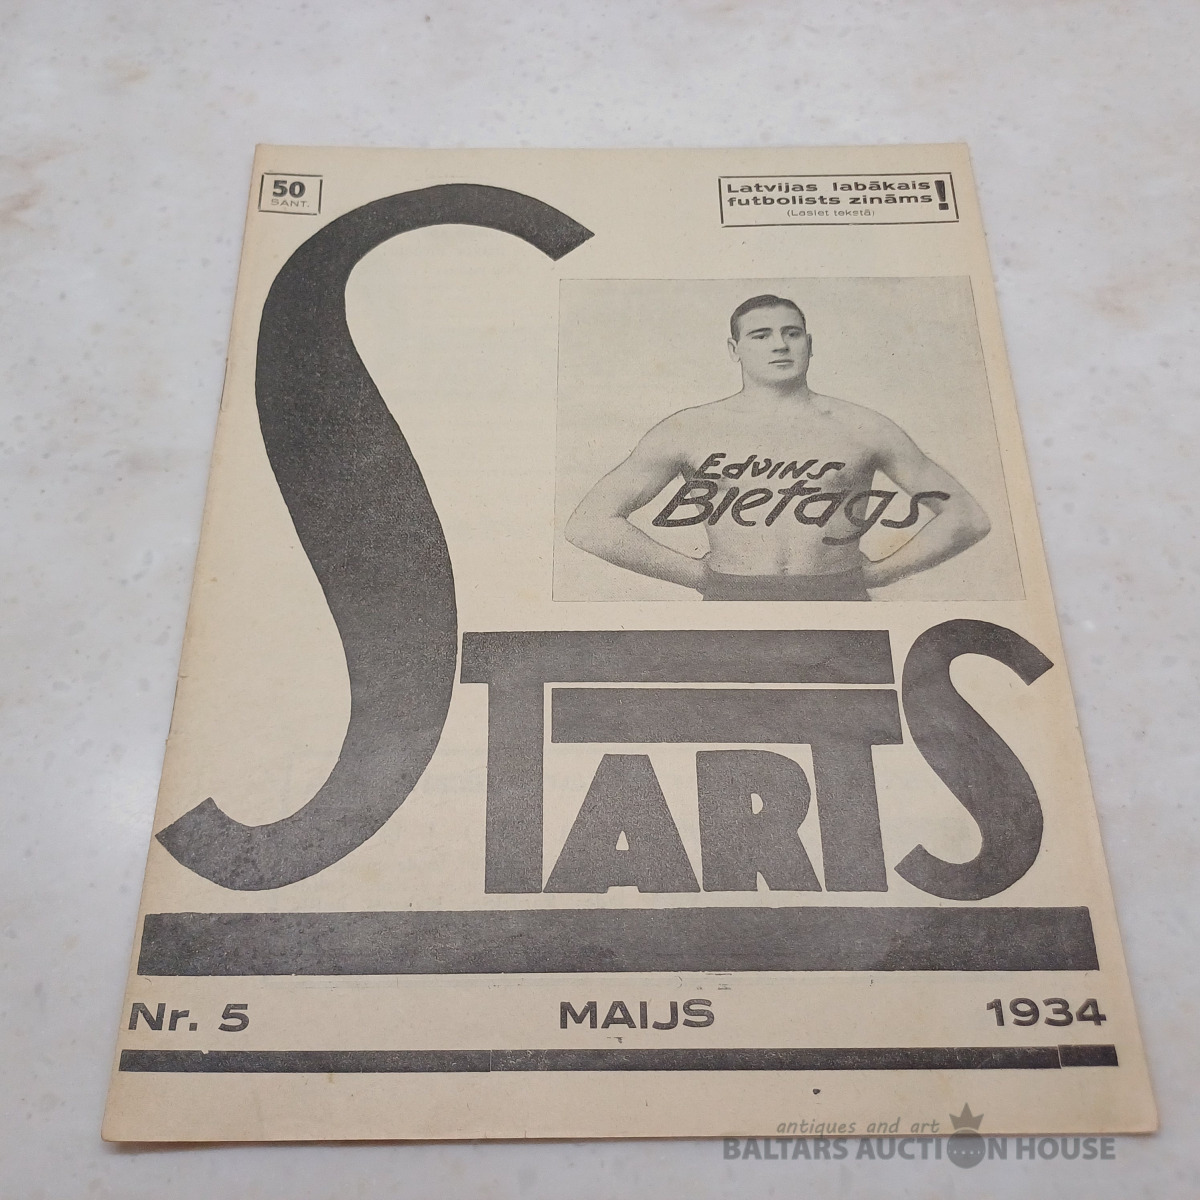 50
SANT.
Latvijas labākais
futbolists zināms!
(Lasiet tekstā)
Edvins
Bietags
STARTS
Nr. 5 MAIJS 1934
antiques and art
BALTARS AUCTION HOUSE